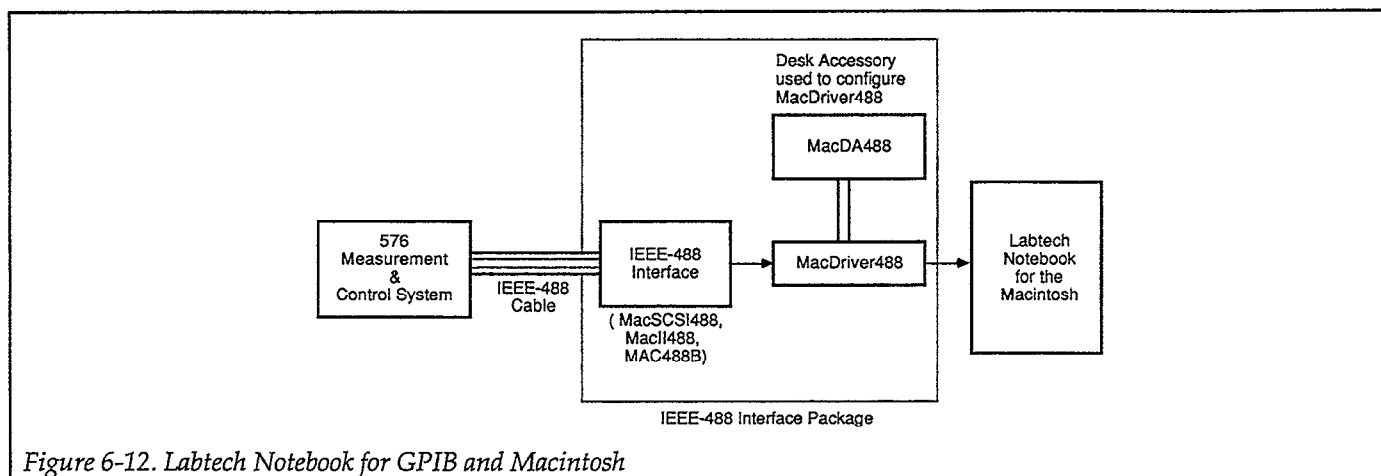 Desk Accessory
used to configure
MacDriver488
MacDA488
576
Measurement
&
Control System
IEEE-488
Cable
IEEE-488
Interface
( MacSCSI488,
MacII488,
MAC488B)
MacDriver488
Labtech
Notebook
for the
Macintosh
IEEE-488 Interface Package
Figure 6-12. Labtech Notebook for GPIB and Macintosh